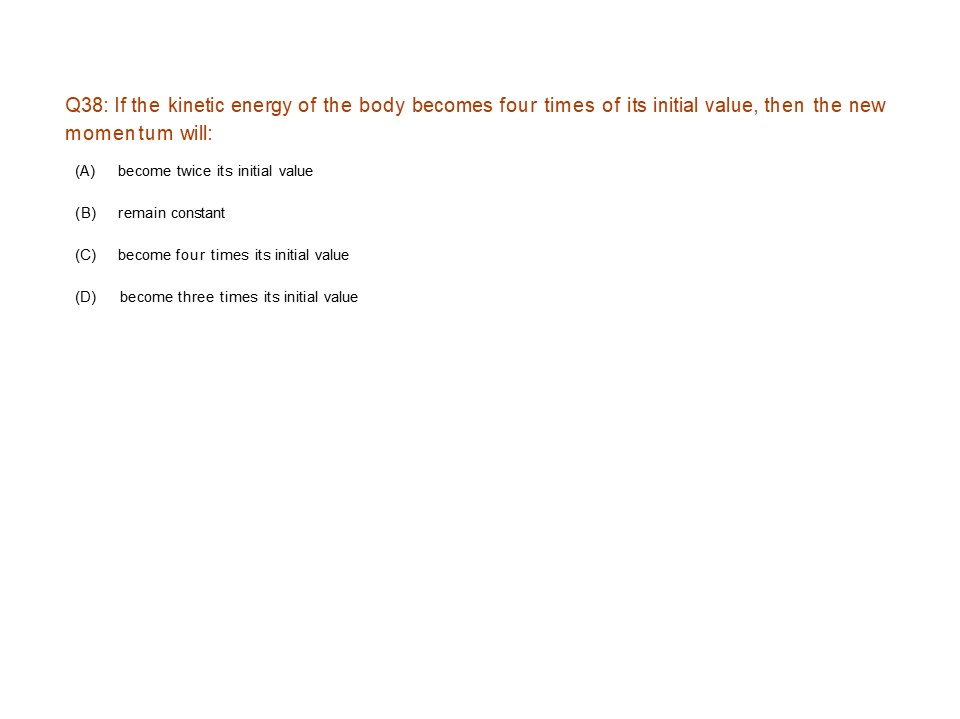 Q38: If the kinetic energy of the body becomes four times of its initial value, then the new
momentum will:
(A) become twice its initial value
(B) remain constant
(C) become four times its initial value
(D) become three times its initial value